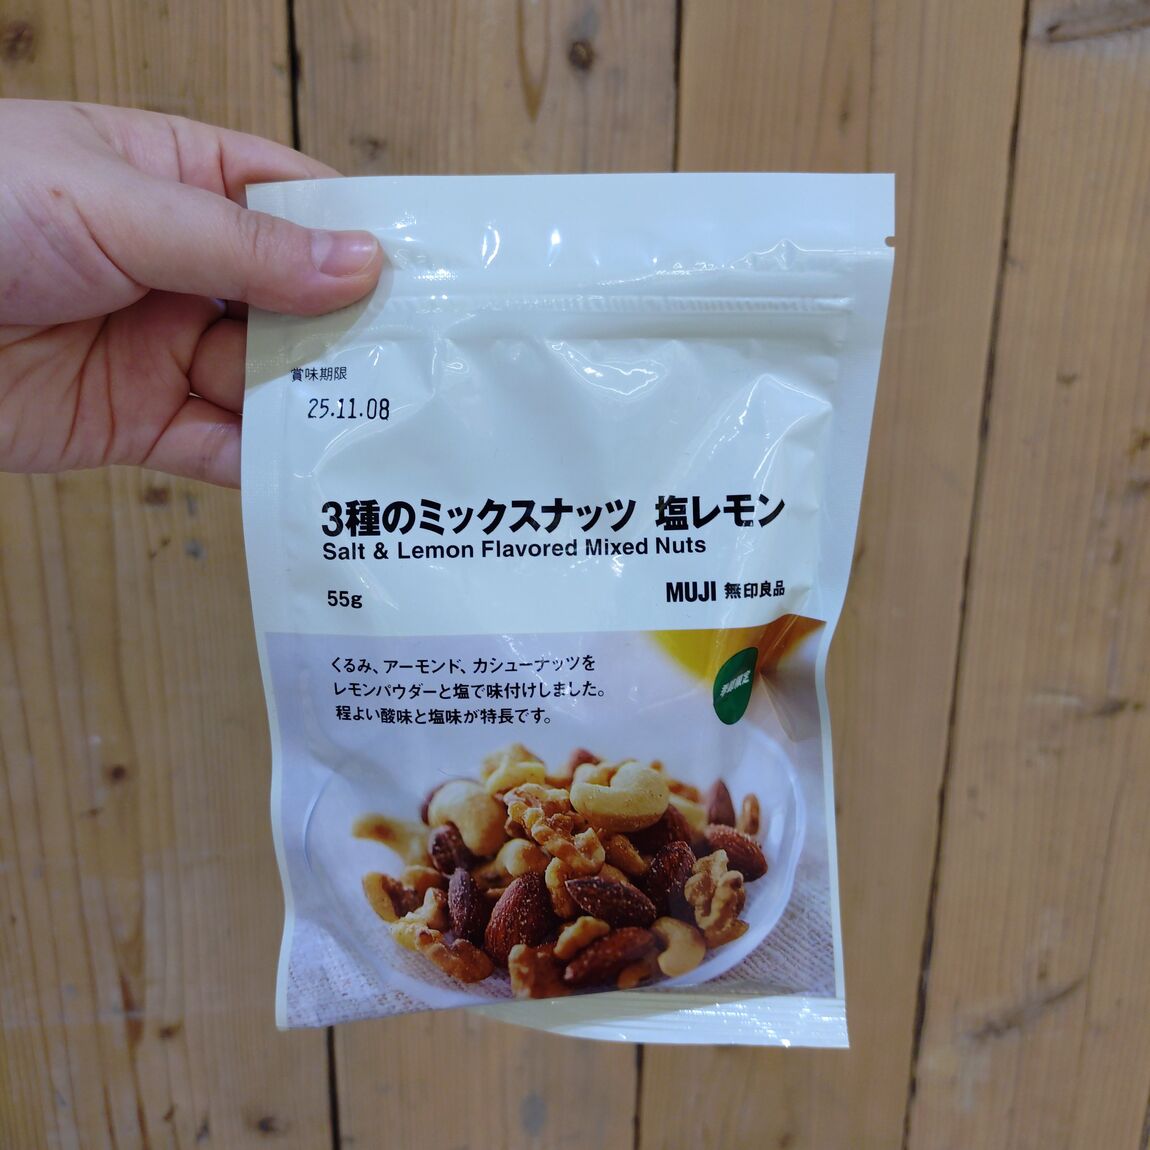 賞味期限
25.11.08
3種のミックスナッツ 塩レモン
Salt & Lemon Flavored Mixed Nuts
55g
MUJI 無印良品
くるみ、アーモンド、カシューナッツを
レモンパウダーと塩で味付けしました。
程よい酸味と塩味が特長です。
季節限定